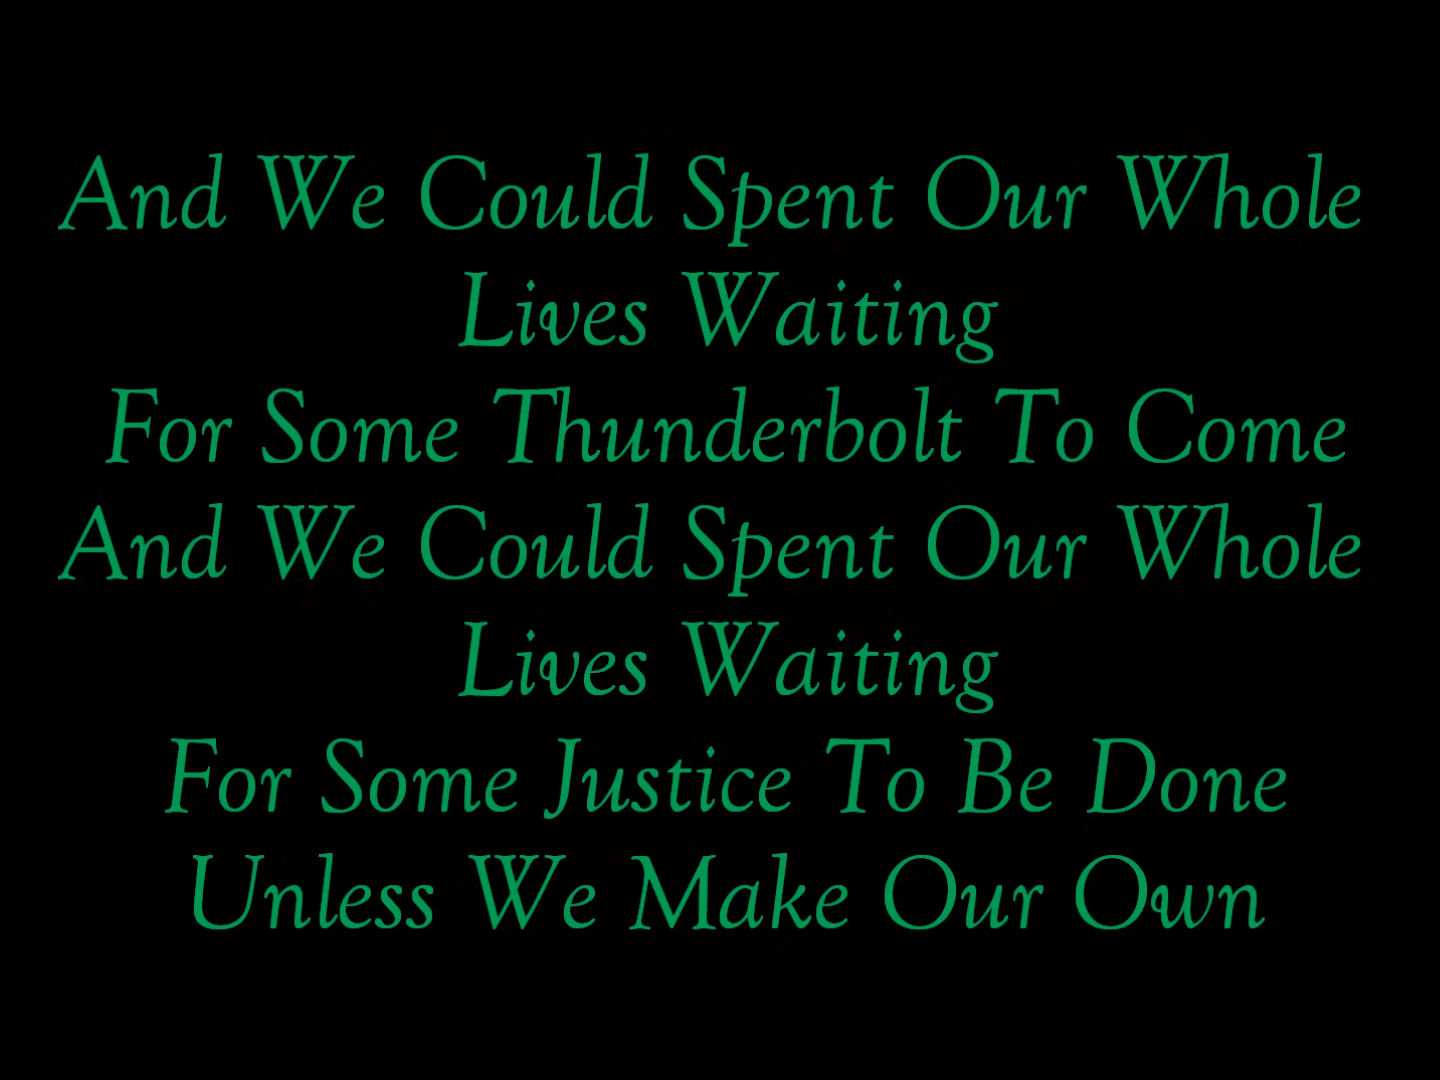 And We Could Spent Our Whole
Lives Waiting
For Some Thunderbolt To Come
And We Could Spent Our Whole
Lives Waiting
For Some Justice To Be Done
Unless We Make Our Own